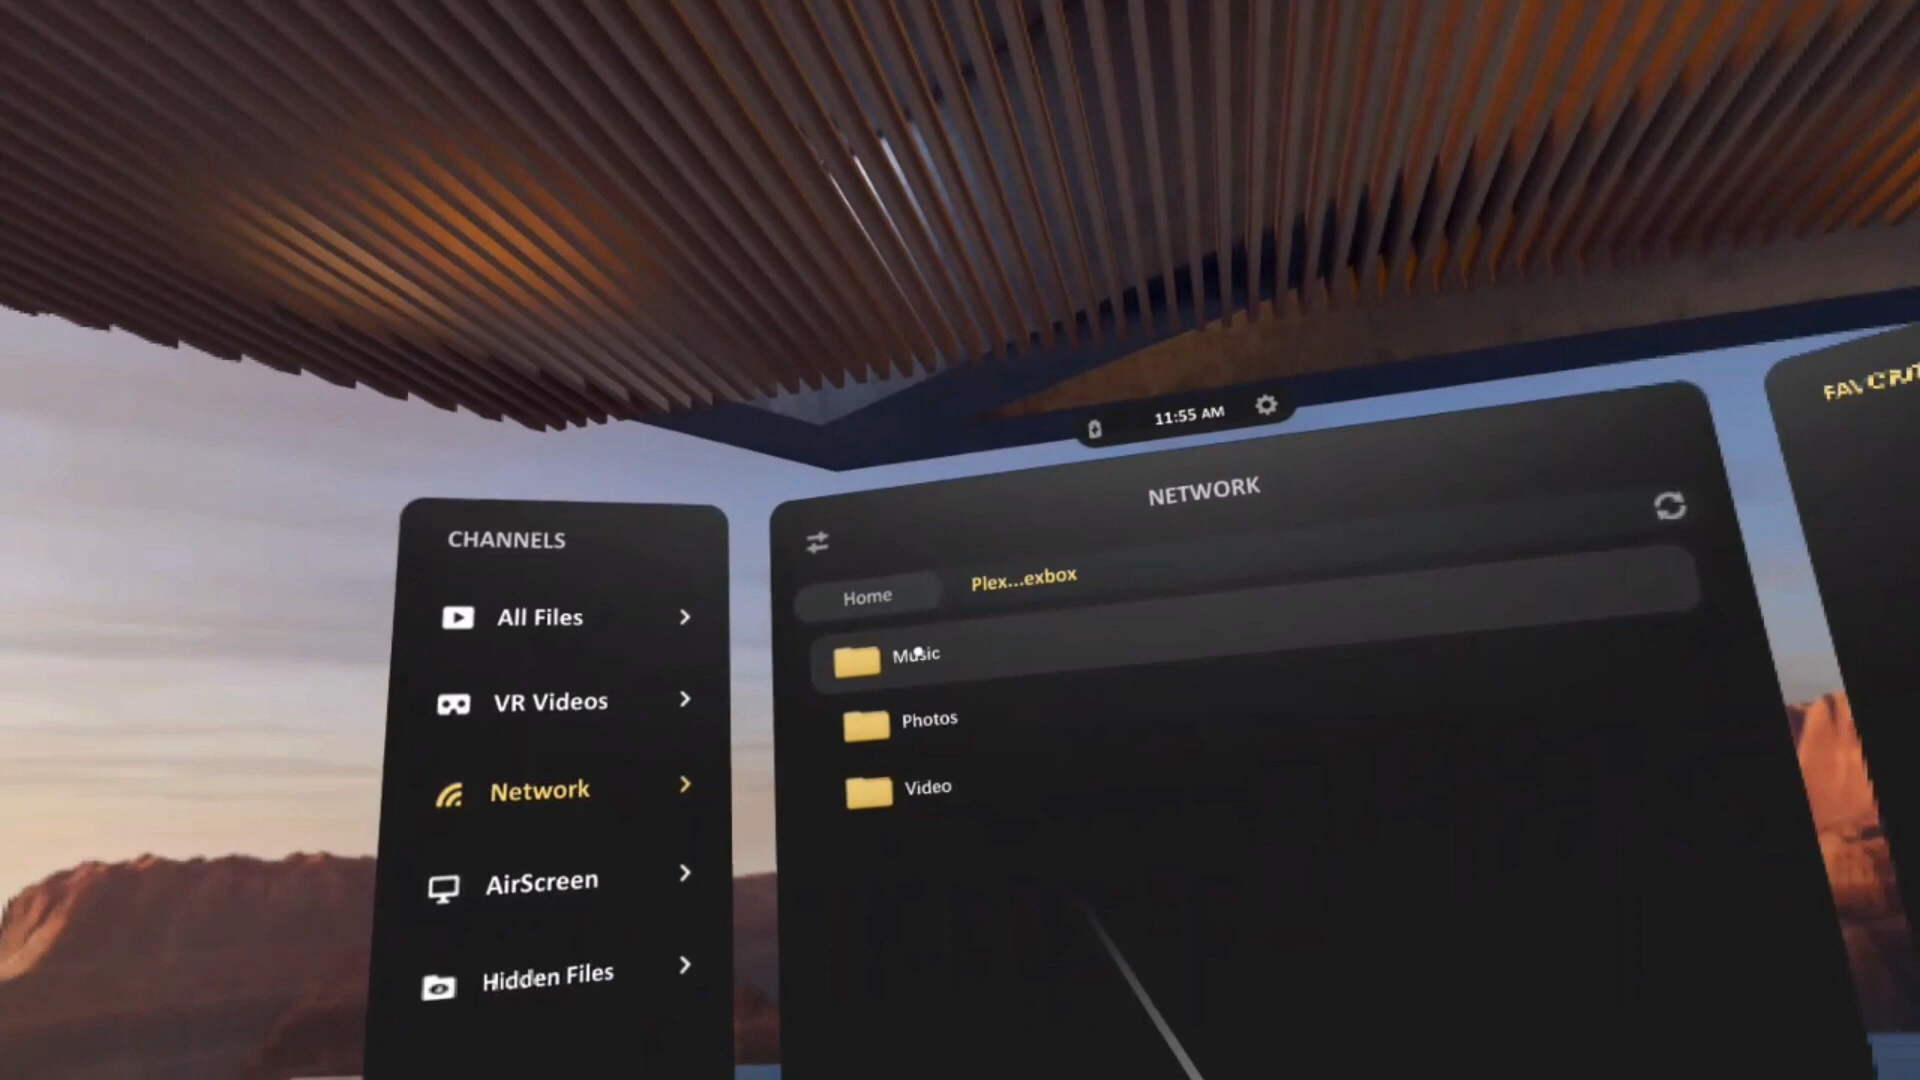 11:55 AM
NETWORK
CHANNELS
Home
Plex...exbox
All Files
Music
VR Videos
Photos
Network
Video
AirScreen
Hidden Files